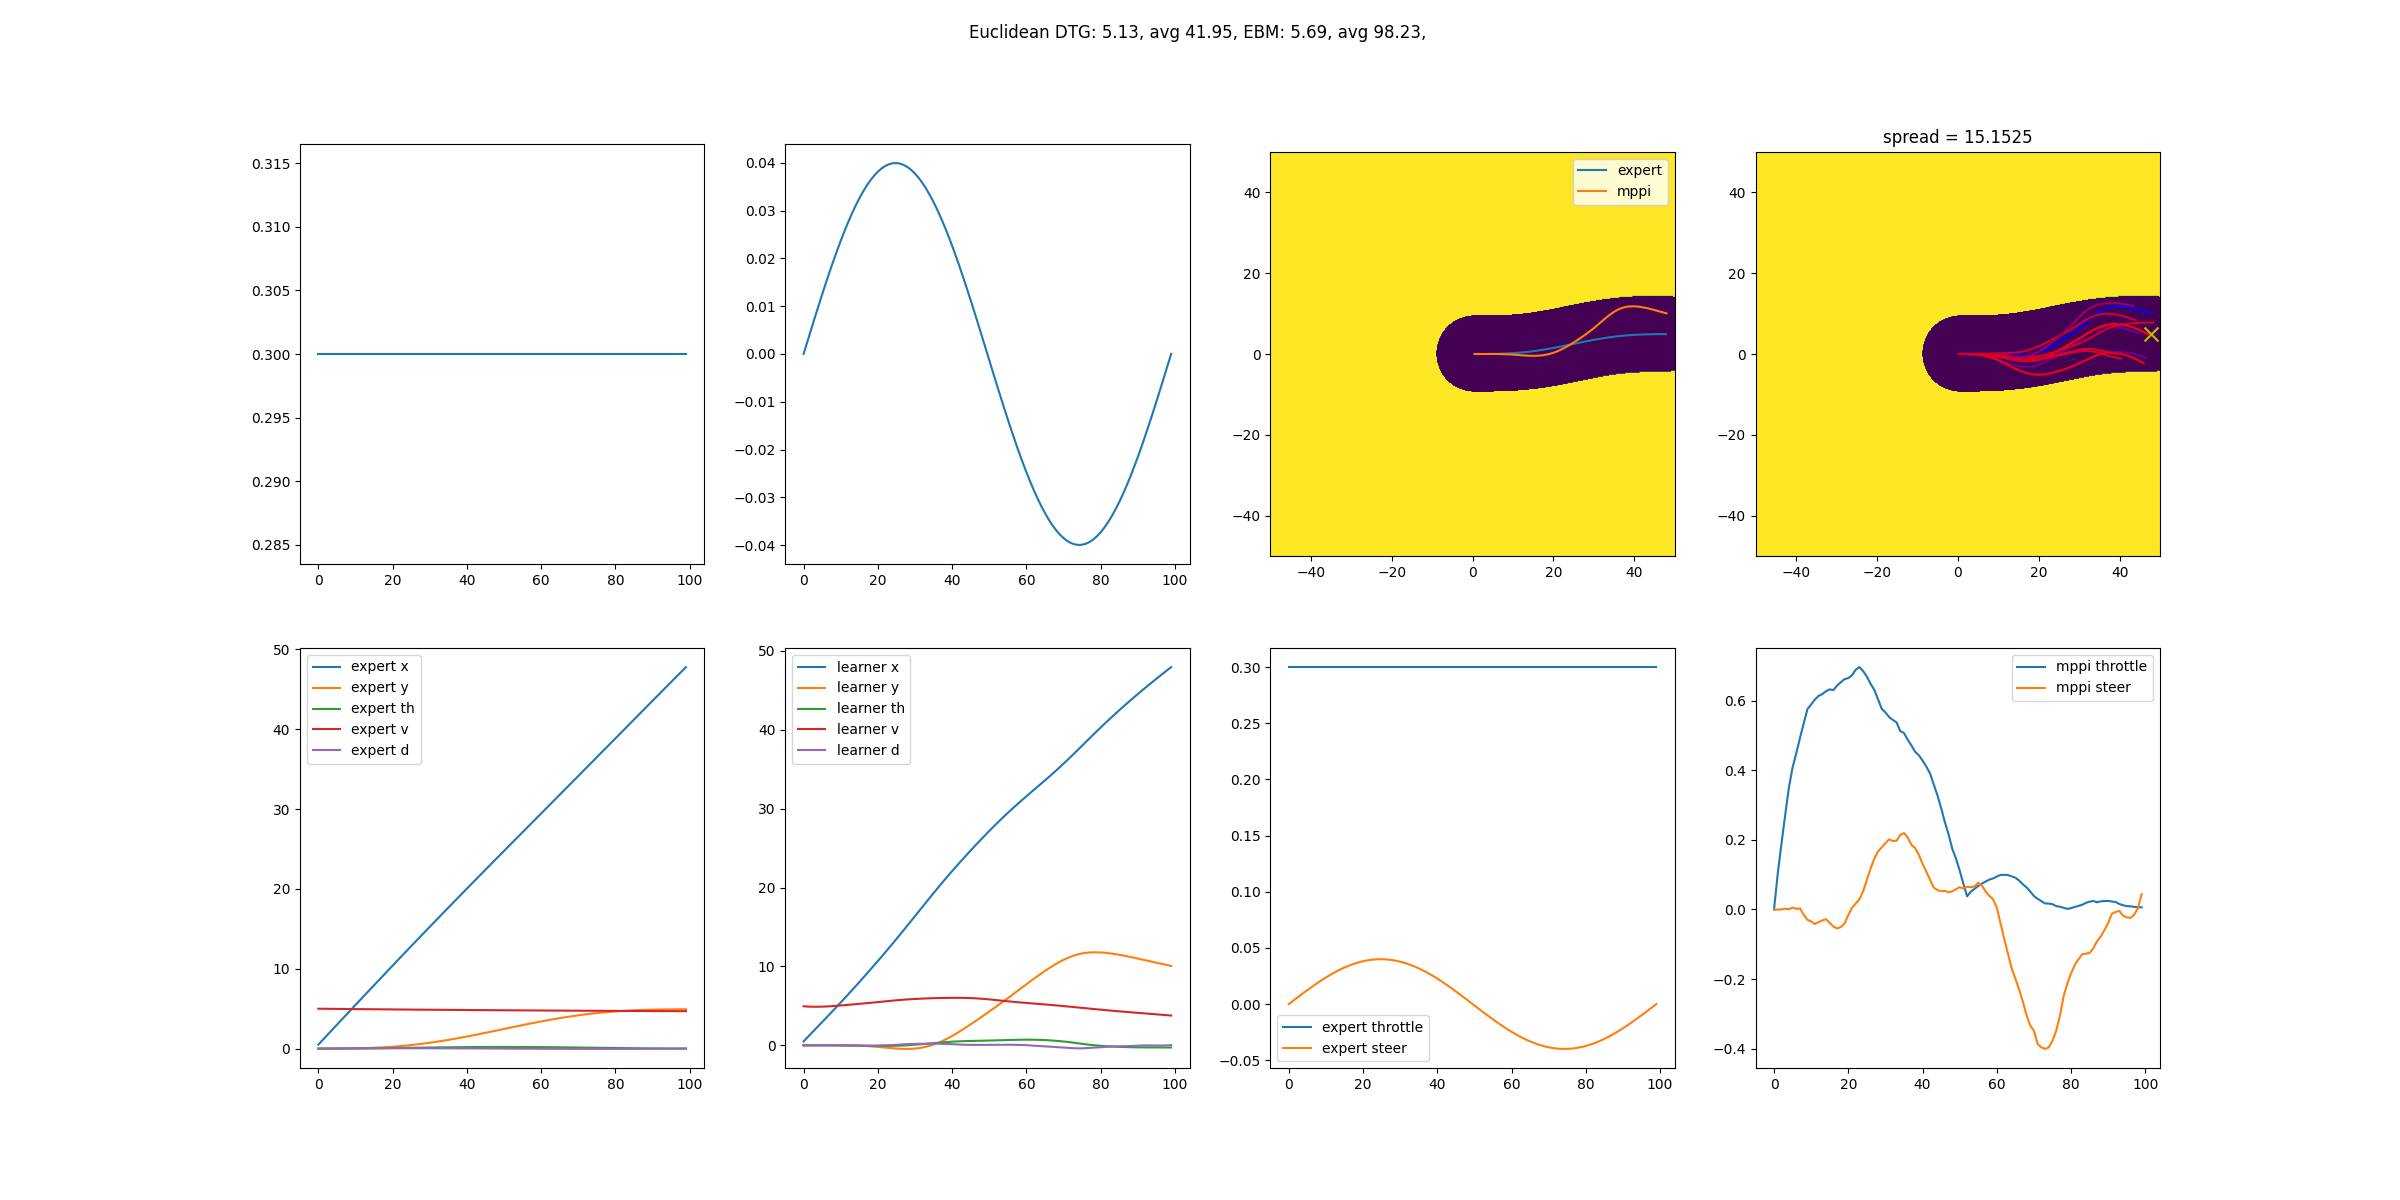 Euclidean DTG: 5.13, avg 41.95, EBM: 5.69, avg 98.23,
0.315
0.310
0.305
0.300
0.295
0.290
0.285
0 20 40 60 80 100
0.04
0.03
0.02
0.01
0.00
−0.01
−0.02
−0.03
−0.04
0 20 40 60 80 100
expert
mppi
40
20
0
−20
−40
−40 −20 0 20 40
spread = 15.1525
40
20
0
−20
−40
−40 −20 0 20 40
expert x
expert y
expert th
expert v
expert d
50
40
30
20
10
0
0 20 40 60 80 100
learner x
learner y
learner th
learner v
learner d
50
40
30
20
10
0
0 20 40 60 80 100
0.30
0.25
0.20
0.15
0.10
0.05
0.00
−0.05
expert throttle
expert steer
0 20 40 60 80 100
mppi throttle
mppi steer
0.6
0.4
0.2
0.0
−0.2
−0.4
0 20 40 60 80 100